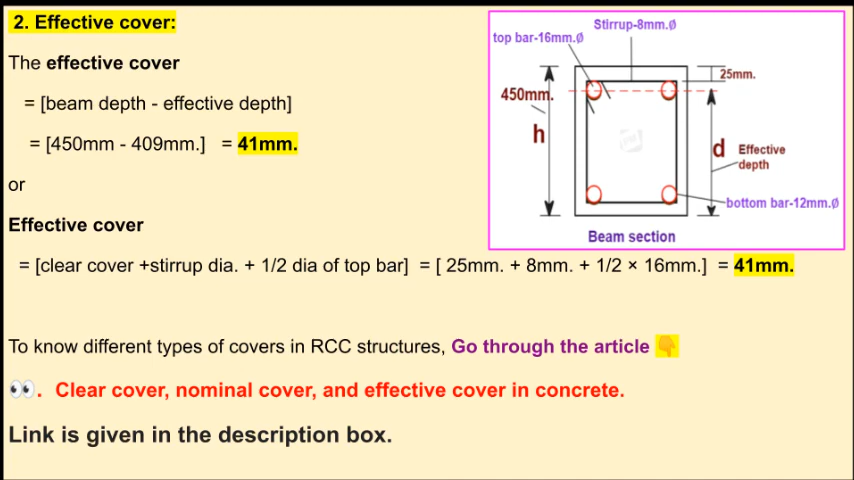 2. Effective cover:
The effective cover
= [beam depth - effective depth]
= [450mm - 409mm.] = 41mm.
or
Effective cover
= [clear cover +stirrup dia. + 1/2 dia of top bar] = [ 25mm. + 8mm. + 1/2 × 16mm.] = 41mm.
Stirrup-8mm.Ø
top bar-16mm.Ø
25mm.
450mm.
h
d
Effective
depth
bottom bar-12mm.Ø
Beam section
To know different types of covers in RCC structures, Go through the article 👇
👀. Clear cover, nominal cover, and effective cover in concrete.
Link is given in the description box.